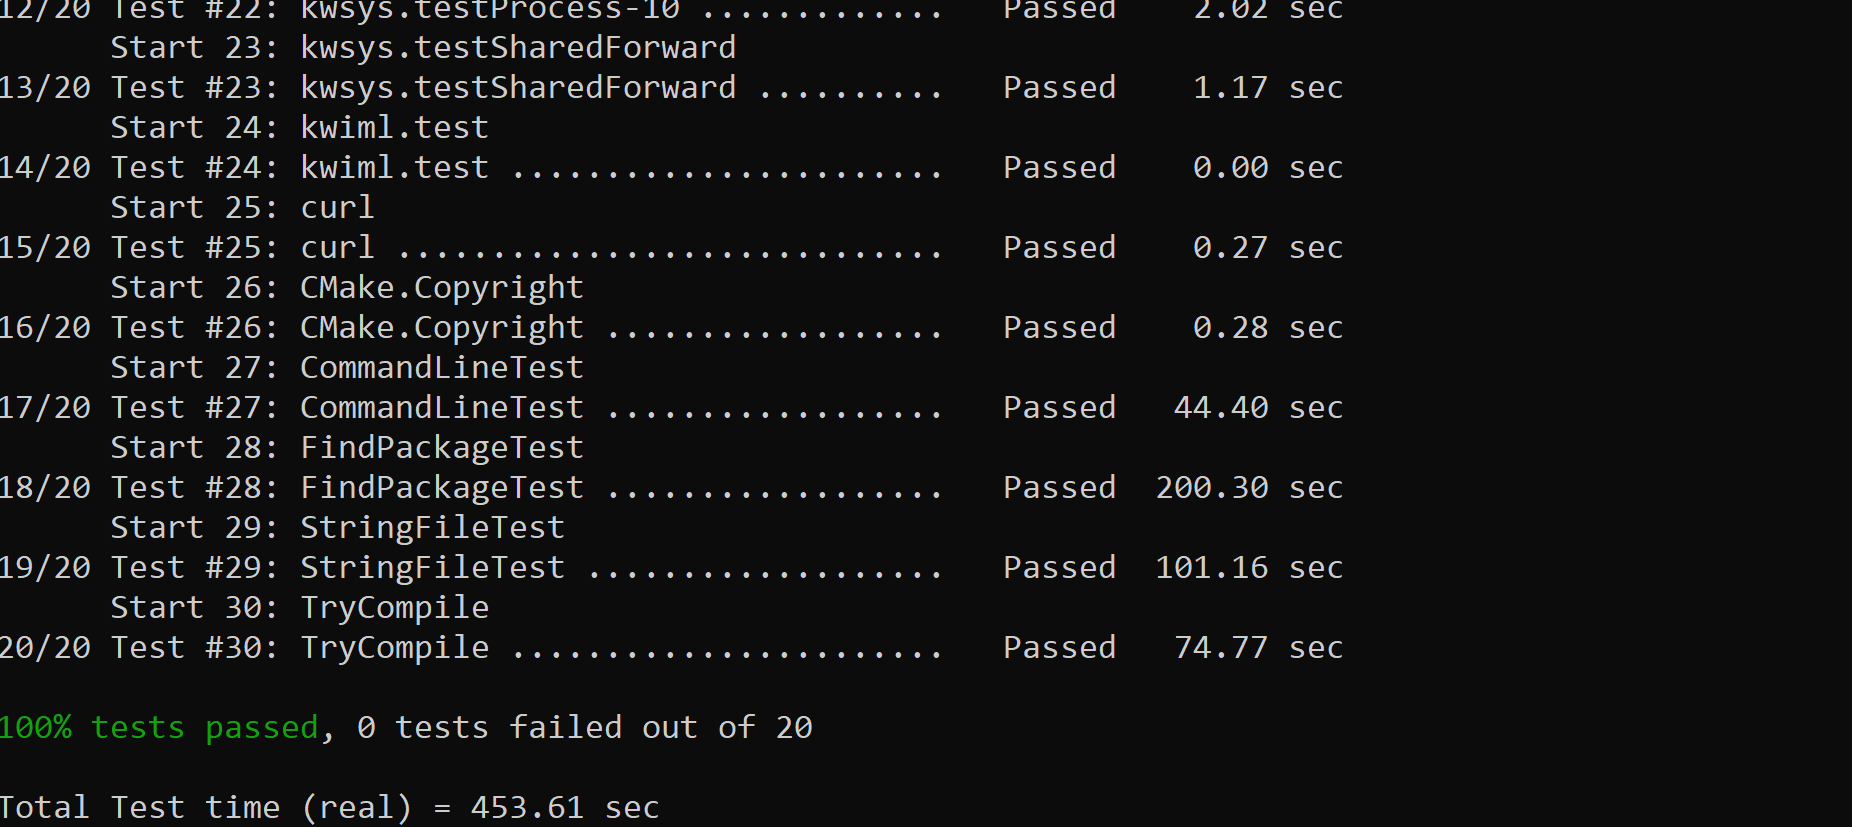 12/20 Test #22: kwsys.testProcess-10 .............   Passed    2.02 sec
      Start 23: kwsys.testSharedForward
13/20 Test #23: kwsys.testSharedForward ..........   Passed    1.17 sec
      Start 24: kwiml.test
14/20 Test #24: kwiml.test .......................   Passed    0.00 sec
      Start 25: curl
15/20 Test #25: curl .............................   Passed    0.27 sec
      Start 26: CMake.Copyright
16/20 Test #26: CMake.Copyright ..................   Passed    0.28 sec
      Start 27: CommandLineTest
17/20 Test #27: CommandLineTest ..................   Passed   44.40 sec
      Start 28: FindPackageTest
18/20 Test #28: FindPackageTest ..................   Passed  200.30 sec
      Start 29: StringFileTest
19/20 Test #29: StringFileTest ...................   Passed  101.16 sec
      Start 30: TryCompile
20/20 Test #30: TryCompile .......................   Passed   74.77 sec

100% tests passed, 0 tests failed out of 20

Total Test time (real) = 453.61 sec